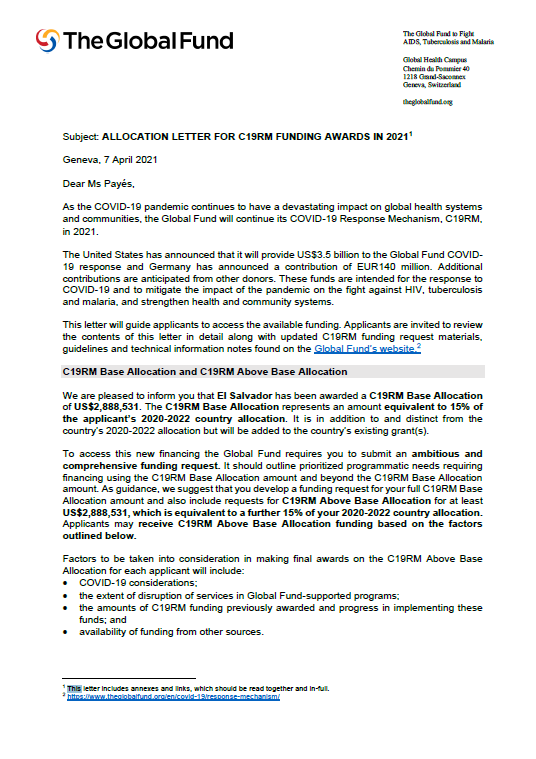 The Global Fund
The Global Fund to Fight
AIDS, Tuberculosis and Malaria
Global Health Campus
Chemin du Pommier 40
1218 Grand-Saconnex
Geneva, Switzerland
theglobalfund.org
Subject: ALLOCATION LETTER FOR C19RM FUNDING AWARDS IN 2021¹
Geneva, 7 April 2021
Dear Ms Payés,
As the COVID-19 pandemic continues to have a devastating impact on global health systems
and communities, the Global Fund will continue its COVID-19 Response Mechanism, C19RM,
in 2021.
The United States has announced that it will provide US$3.5 billion to the Global Fund COVID-
19 response and Germany has announced a contribution of EUR140 million. Additional
contributions are anticipated from other donors. These funds are intended for the response to
COVID-19 and to mitigate the impact of the pandemic on the fight against HIV, tuberculosis
and malaria, and strengthen health and community systems.
This letter will guide applicants to access the available funding. Applicants are invited to review
the contents of this letter in detail along with updated C19RM funding request materials,
guidelines and technical information notes found on the Global Fund's website.²
C19RM Base Allocation and C19RM Above Base Allocation
We are pleased to inform you that El Salvador has been awarded a C19RM Base Allocation
of US$2,888,531. The C19RM Base Allocation represents an amount equivalent to 15% of
the applicant's 2020-2022 country allocation. It is in addition to and distinct from the
country's 2020-2022 allocation but will be added to the country's existing grant(s).
To access this new financing the Global Fund requires you to submit an ambitious and
comprehensive funding request. It should outline prioritized programmatic needs requiring
financing using the C19RM Base Allocation amount and beyond the C19RM Base Allocation
amount. As guidance, we suggest that you develop a funding request for your full C19RM Base
Allocation amount and also include requests for C19RM Above Base Allocation for at least
US$2,888,531, which is equivalent to a further 15% of your 2020-2022 country allocation.
Applicants may receive C19RM Above Base Allocation funding based on the factors
outlined below.
Factors to be taken into consideration in making final awards on the C19RM Above Base
Allocation for each applicant will include:
• COVID-19 considerations;
• the extent of disruption of services in Global Fund-supported programs;
• the amounts of C19RM funding previously awarded and progress in implementing these
funds; and
• availability of funding from other sources.
¹ This letter includes annexes and links, which should be read together and in-full.
² https://www.theglobalfund.org/en/covid-19/response-mechanism/